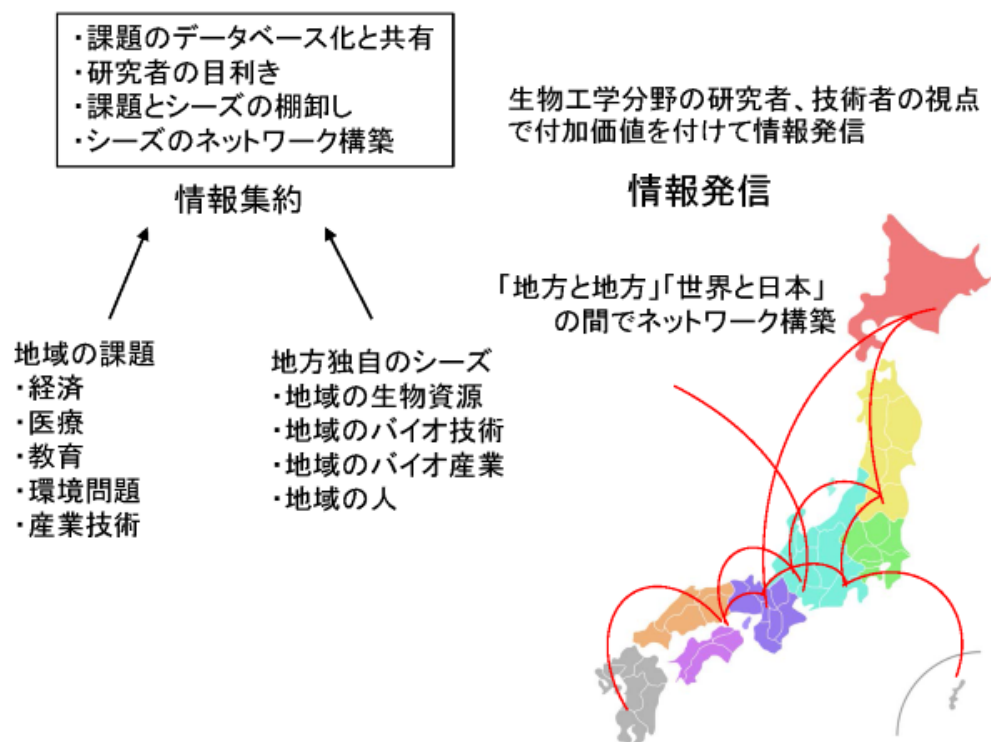 ・課題のデータベース化と共有
・研究者の目利き
・課題とシーズの棚卸し
・シーズのネットワーク構築
情報集約
地域の課題
・経済
・医療
・教育
・環境問題
・産業技術
地方独自のシーズ
・地域の生物資源
・地域のバイオ技術
・地域のバイオ産業
・地域の人
生物工学分野の研究者、技術者の視点
で付加価値を付けて情報発信
情報発信
「地方と地方」「世界と日本」
の間でネットワーク構築